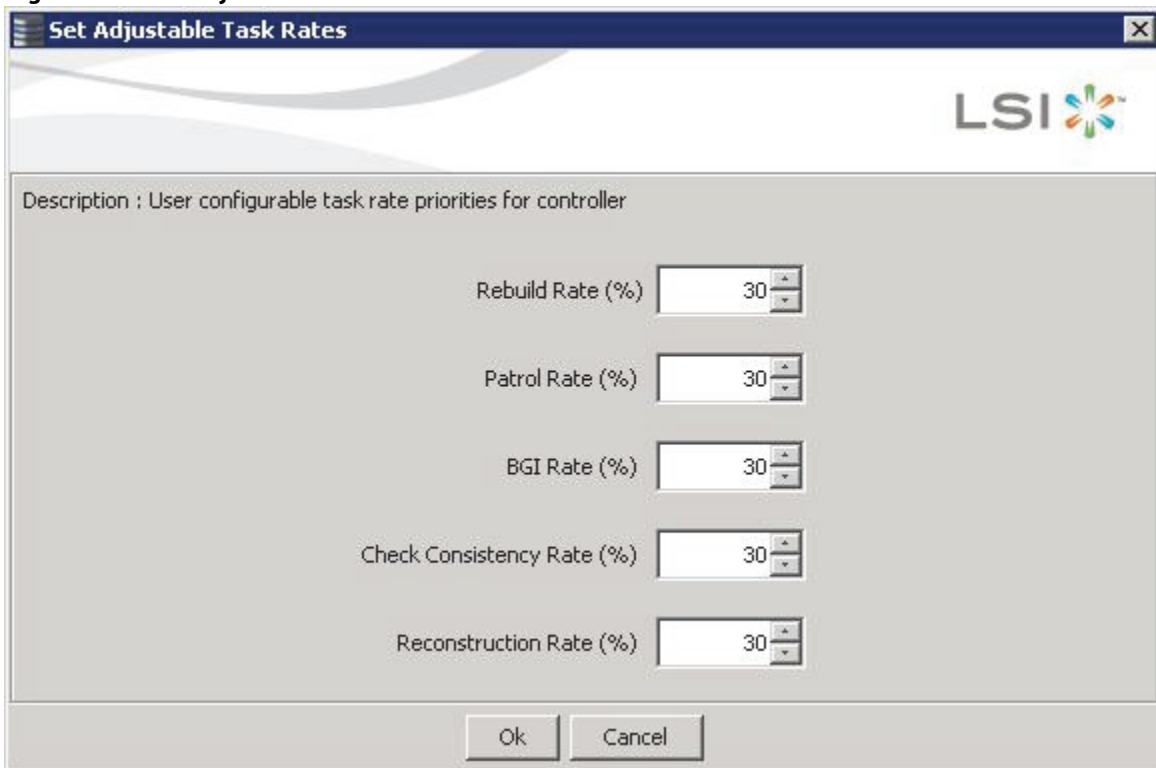 Set Adjustable Task Rates
LSI
Description : User configurable task rate priorities for controller
Rebuild Rate (%) 30
Patrol Rate (%) 30
BGI Rate (%) 30
Check Consistency Rate (%) 30
Reconstruction Rate (%) 30
Ok Cancel